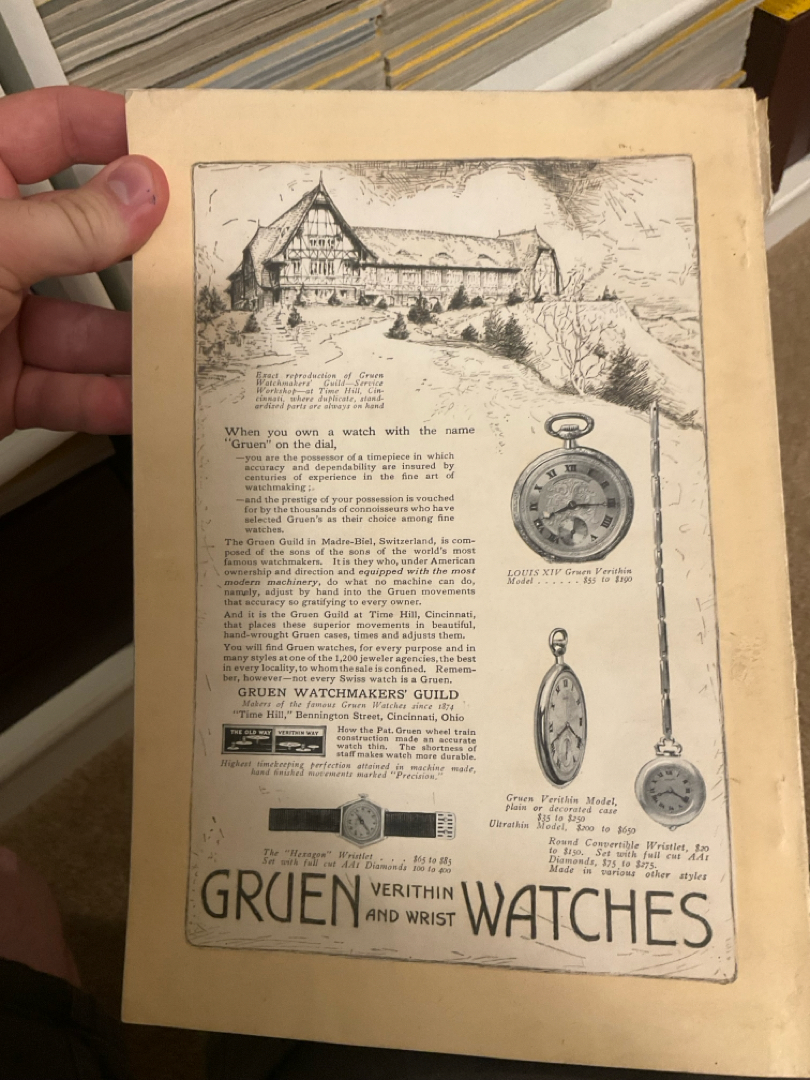 Exact reproduction of Gruen
Watchmakers' Guild—Service
Workshop—at Time Hill, Cin-
cinnati, where duplicate, stand-
ardised parts are always on hand
When you own a watch with the name
"Gruen" on the dial,
—you are the possessor of a timepiece in which
accuracy and dependability are insured by
centuries of experience in the fine art of
watchmaking;
—and the prestige of your possession is vouched
for by the thousands of connoisseurs who have
selected Gruen's as their choice among fine
watches.
The Gruen Guild in Madre-Biel, Switzerland, is com-
posed of the sons of the sons of the world's most
famous watchmakers. It is they who, under American
ownership and direction and equipped with the most
modern machinery, do what no machine can do,
namely, adjust by hand into the Gruen movements
that accuracy so gratifying to every owner.
And it is the Gruen Guild at Time Hill, Cincinnati,
that places these superior movements in beautiful,
hand-wrought Gruen cases, times and adjusts them.
You will find Gruen watches, for every purpose and in
many styles at one of the 1,200 jeweler agencies, the best
in every locality, to whom the sale is confined. Remem-
ber, however—not every Swiss watch is a Gruen.
GRUEN WATCHMAKERS' GUILD
Makers of the famous Gruen Watches since 1874
"Time Hill," Bennington Street, Cincinnati, Ohio
THE OLD WAY VERITHIN WAY
How the Pat. Gruen wheel train
construction made an accurate
watch thin. The shortness of
staff makes watch more durable.
Highest timekeeping perfection attained in machine made,
hand finished movements marked "Precision."
The "Hexagon" Wristlet . . . $65 to $85
Set with full cut AA1 Diamonds 100 to 400
LOUIS XIV Gruen Verithin
Model . . . . . . $55 to $190
Gruen Verithin Model,
plain or decorated case
$35 to $250
Ultrathin Model, $200 to $650
Round Convertible Wristlet, $20
to $150. Set with full cut AA1
Diamonds, $75 to $275.
Made in various other styles
GRUEN VERITHIN AND WRIST WATCHES